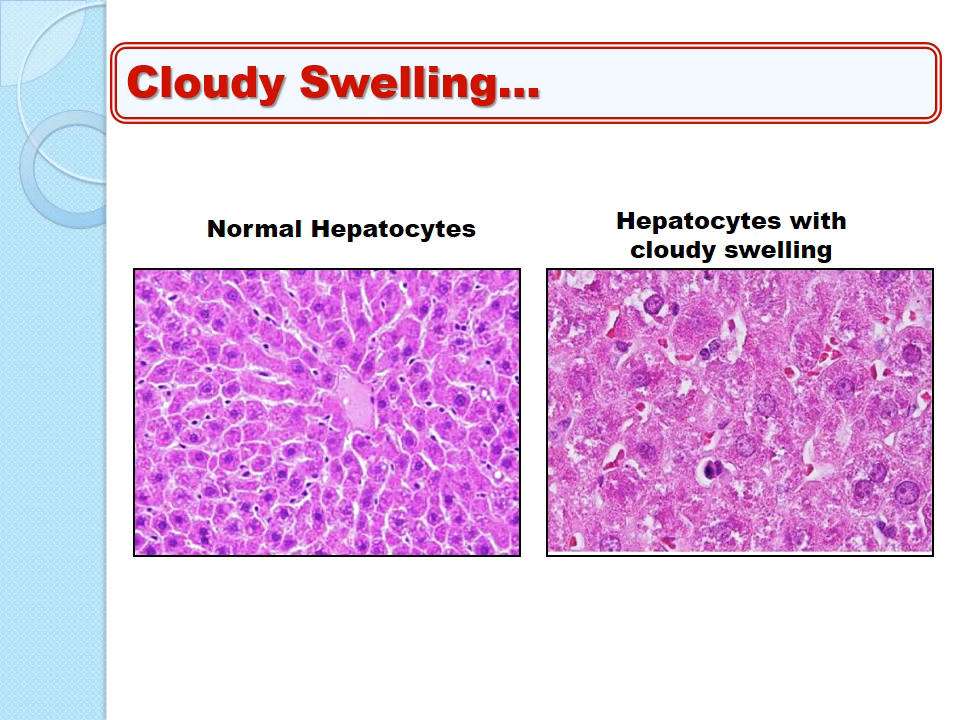 Cloudy Swelling...
Normal Hepatocytes
Hepatocytes with
cloudy swelling